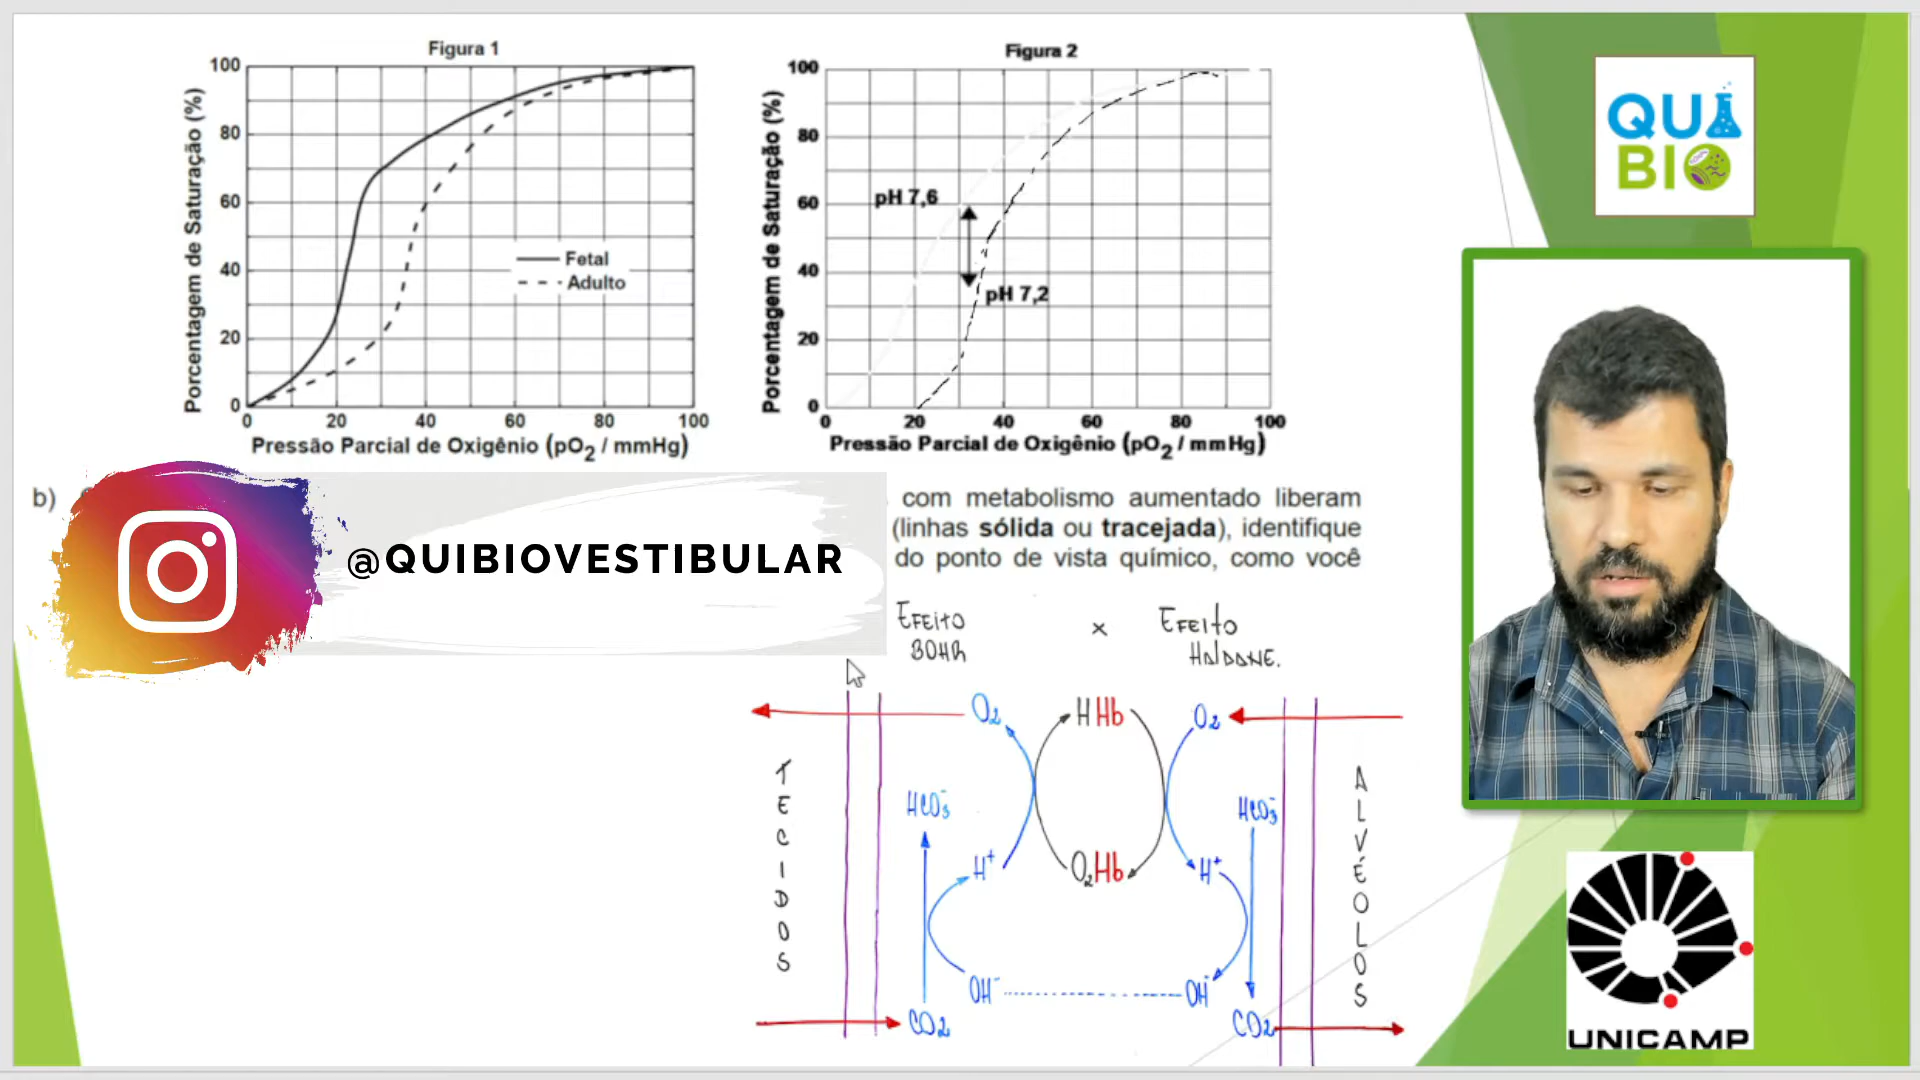 Figura 1
100
80
60
40
20
0
Porcentagem de Saturação (%)
Fetal
Adulto
0 20 40 60 80 100
Pressão Parcial de Oxigênio (pO2 / mmHg)
Figura 2
100
80
60
40
20
0
Porcentagem de Saturação (%)
pH 7,6
pH 7,2
0 20 40 60 80 100
Pressão Parcial de Oxigênio (pO2 / mmHg)
QUI
BIO
b)
com metabolismo aumentado liberam
(linhas sólida ou tracejada), identifique
do ponto de vista químico, como você
@QUIBIOVESTIBULAR
EFEITO x EFEITO
BOHR HALDANE.
O2 HHb O2
TECIDOS
HCO3- HCO3-
ALVÉOLOS
H+ O2Hb H+
OH- OH-
CO2 CO2
UNICAMP